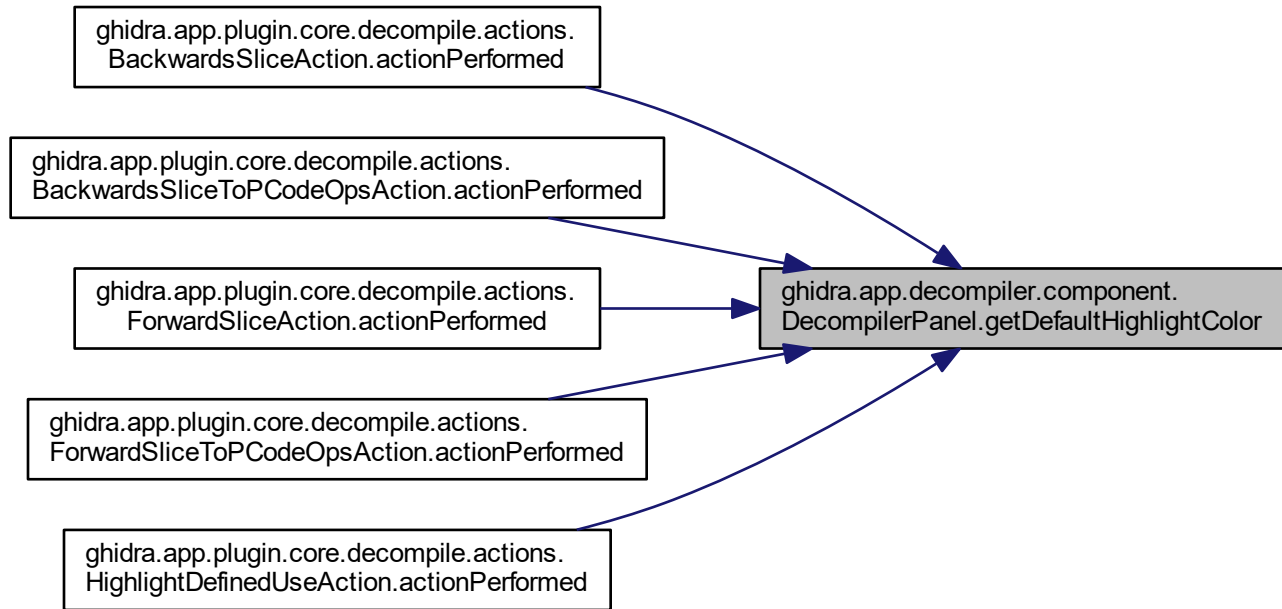 ghidra.app.plugin.core.decompile.actions.
BackwardsSliceAction.actionPerformed
ghidra.app.plugin.core.decompile.actions.
BackwardsSliceToPCodeOpsAction.actionPerformed
ghidra.app.plugin.core.decompile.actions.
ForwardSliceAction.actionPerformed
ghidra.app.decompiler.component.
DecompilerPanel.getDefaultHighlightColor
ghidra.app.plugin.core.decompile.actions.
ForwardSliceToPCodeOpsAction.actionPerformed
ghidra.app.plugin.core.decompile.actions.
HighlightDefinedUseAction.actionPerformed